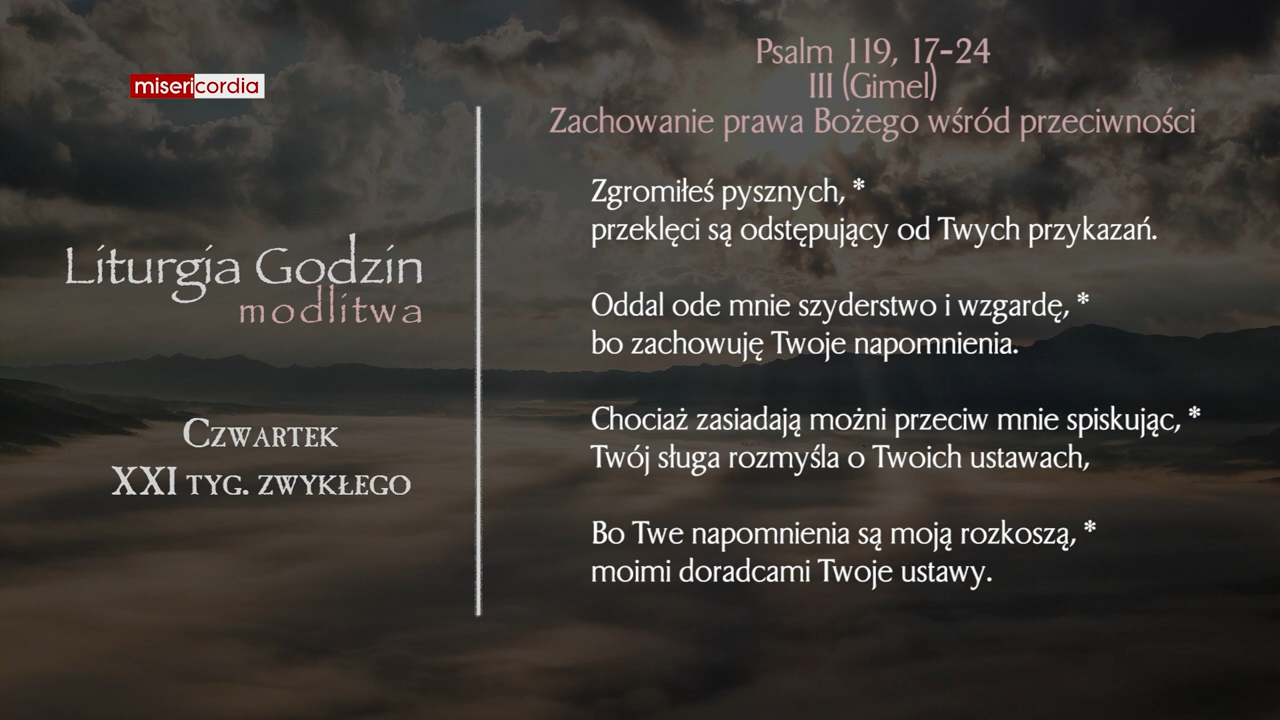 misericordia
Liturgia Godzin
modlitwa
Czwartek
XXI tyg. zwykłego
Psalm 119, 17-24
III (Gimel)
Zachowanie prawa Bożego wśród przeciwności
Zgromiłeś pysznych, *
przeklęci są odstępujący od Twych przykazań.
Oddal ode mnie szyderstwo i wzgardę, *
bo zachowuję Twoje napomnienia.
Chociaż zasiadają możni przeciw mnie spiskując, *
Twój sługa rozmyśla o Twoich ustawach,
Bo Twe napomnienia są moją rozkoszą, *
moimi doradcami Twoje ustawy.